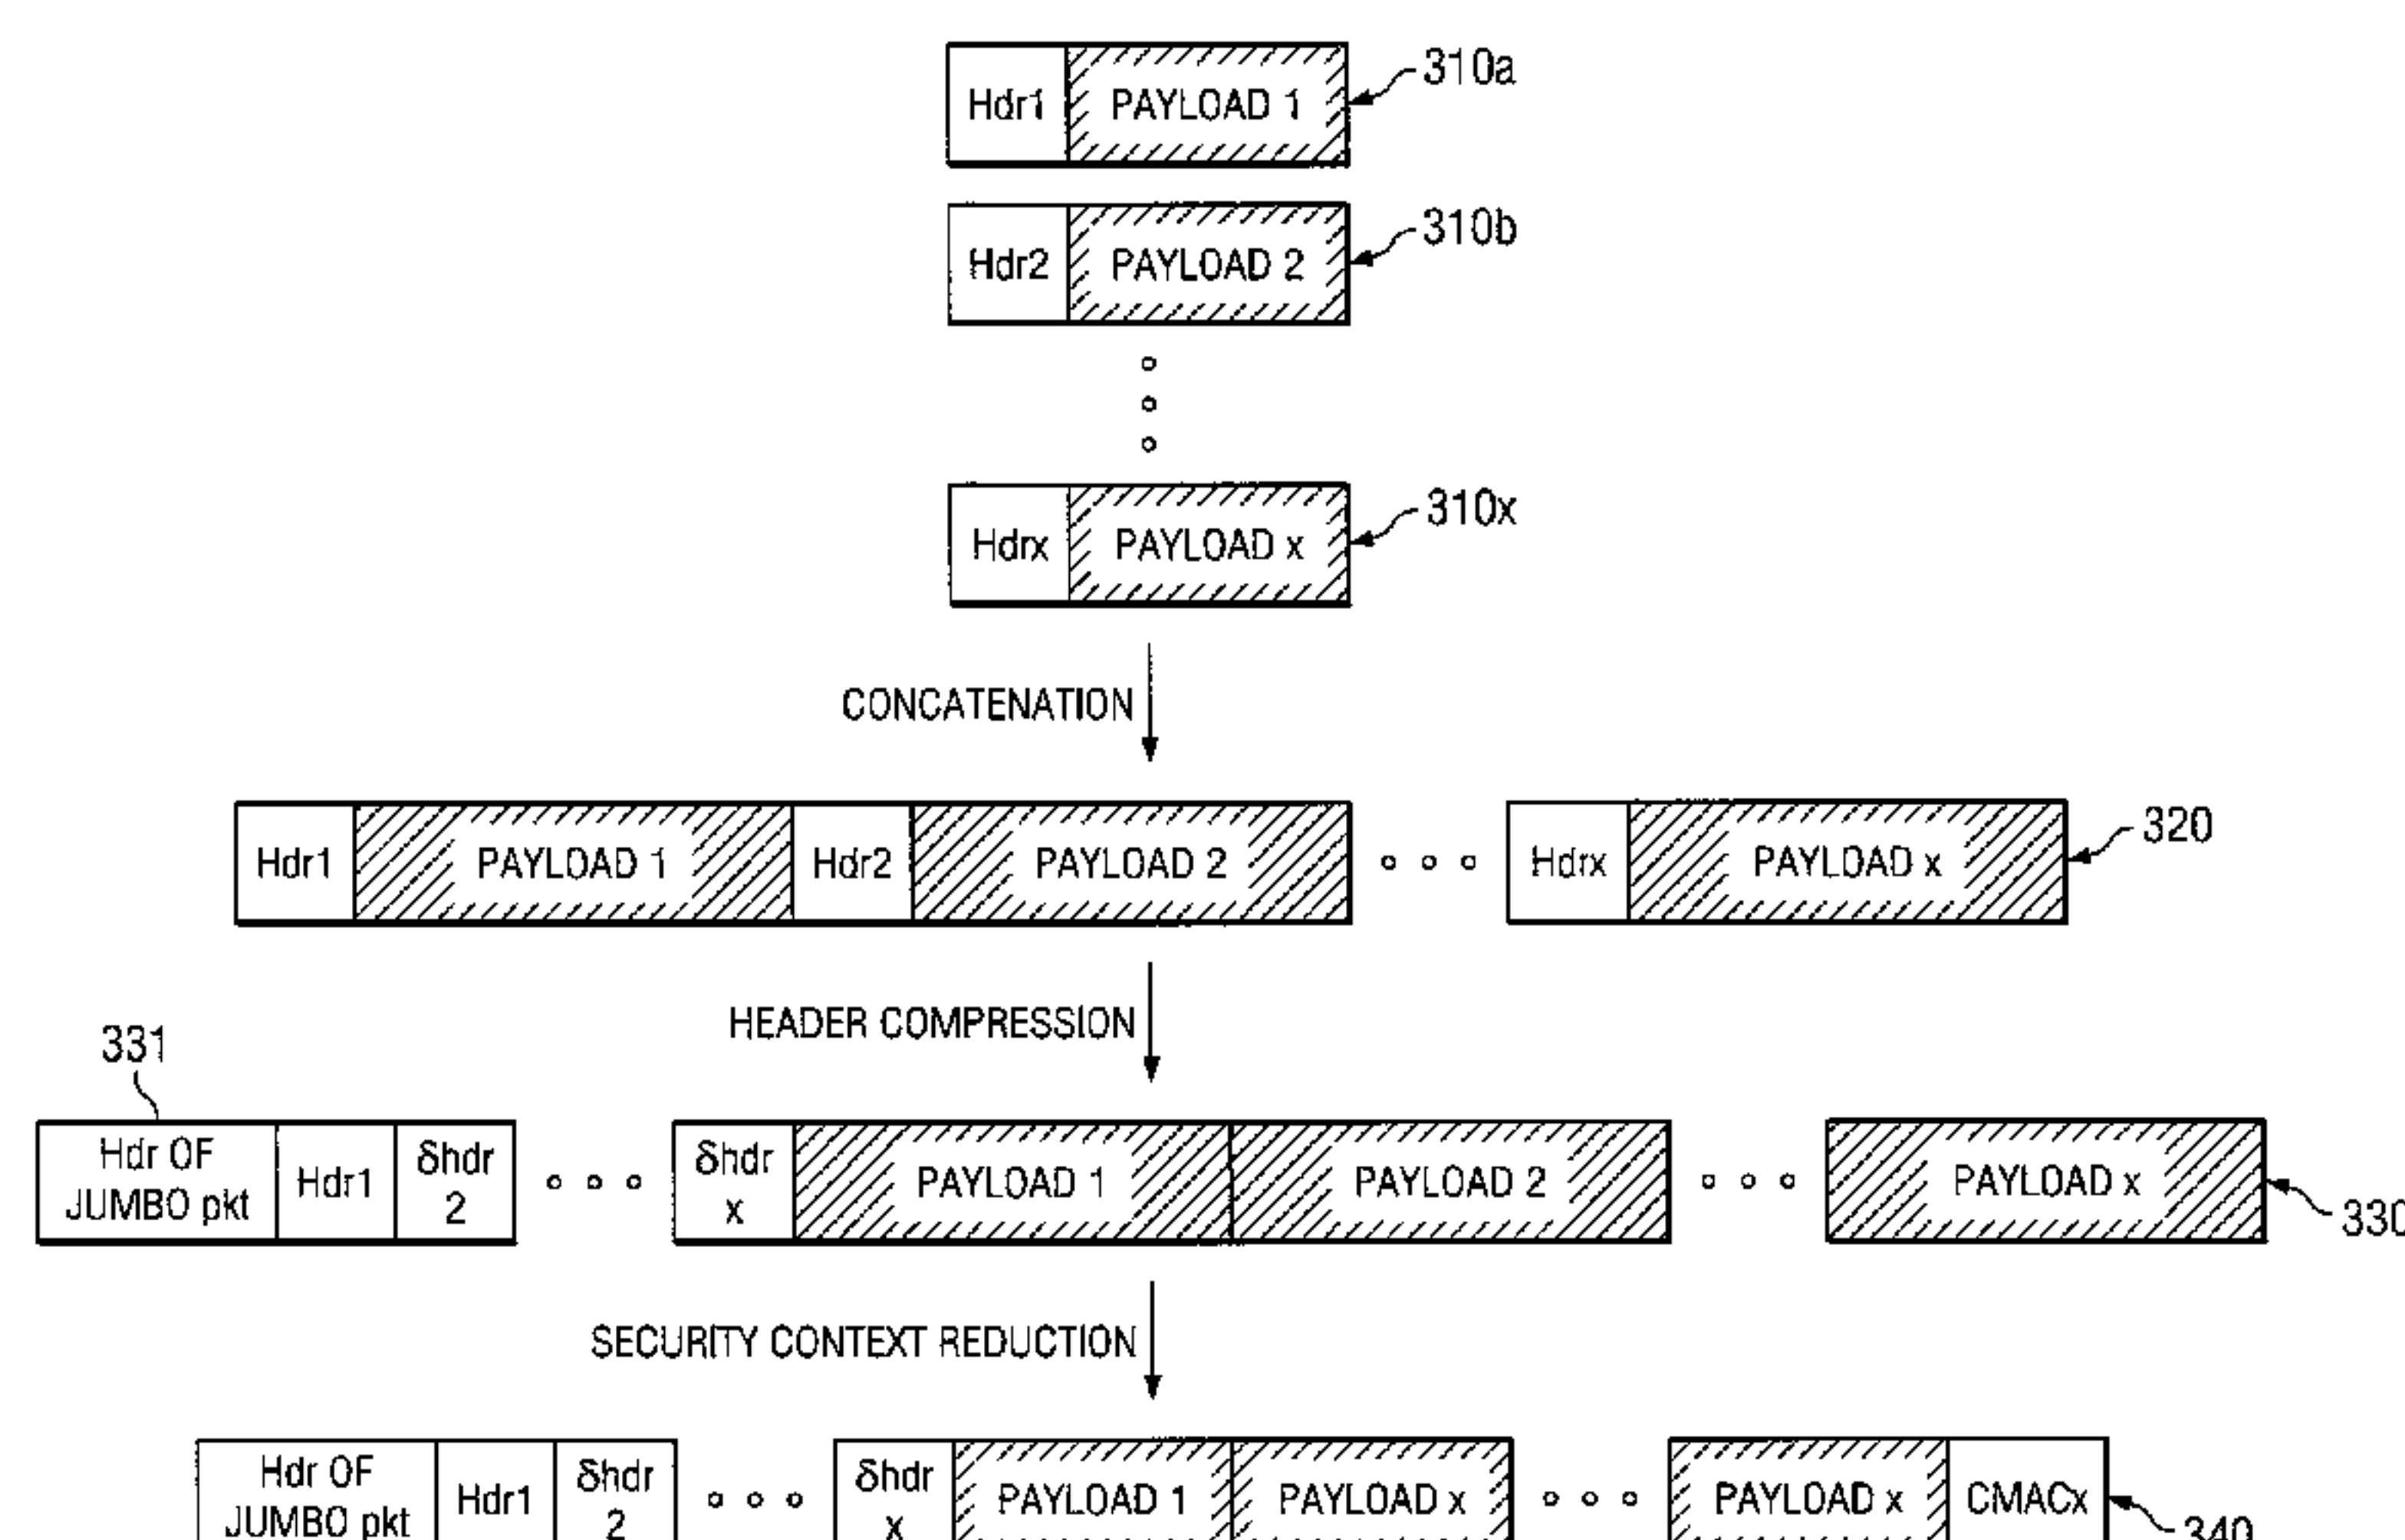 Hdr1 PAYLOAD 1 310a
Hdr2 PAYLOAD 2 310b
Hdrx PAYLOAD x 310x
CONCATENATION
Hdr1 PAYLOAD 1 Hdr2 PAYLOAD 2 Hdrx PAYLOAD x 320
HEADER COMPRESSION
331
Hdr OF
JUMBO pkt
Hdr1
δhdr
2
δhdr
x
PAYLOAD 1
PAYLOAD 2
PAYLOAD x
330
SECURITY CONTEXT REDUCTION
Hdr OF
JUMBO pkt
Hdr1
δhdr
2
δhdr
x
PAYLOAD 1
PAYLOAD x
PAYLOAD x
CMACx
340